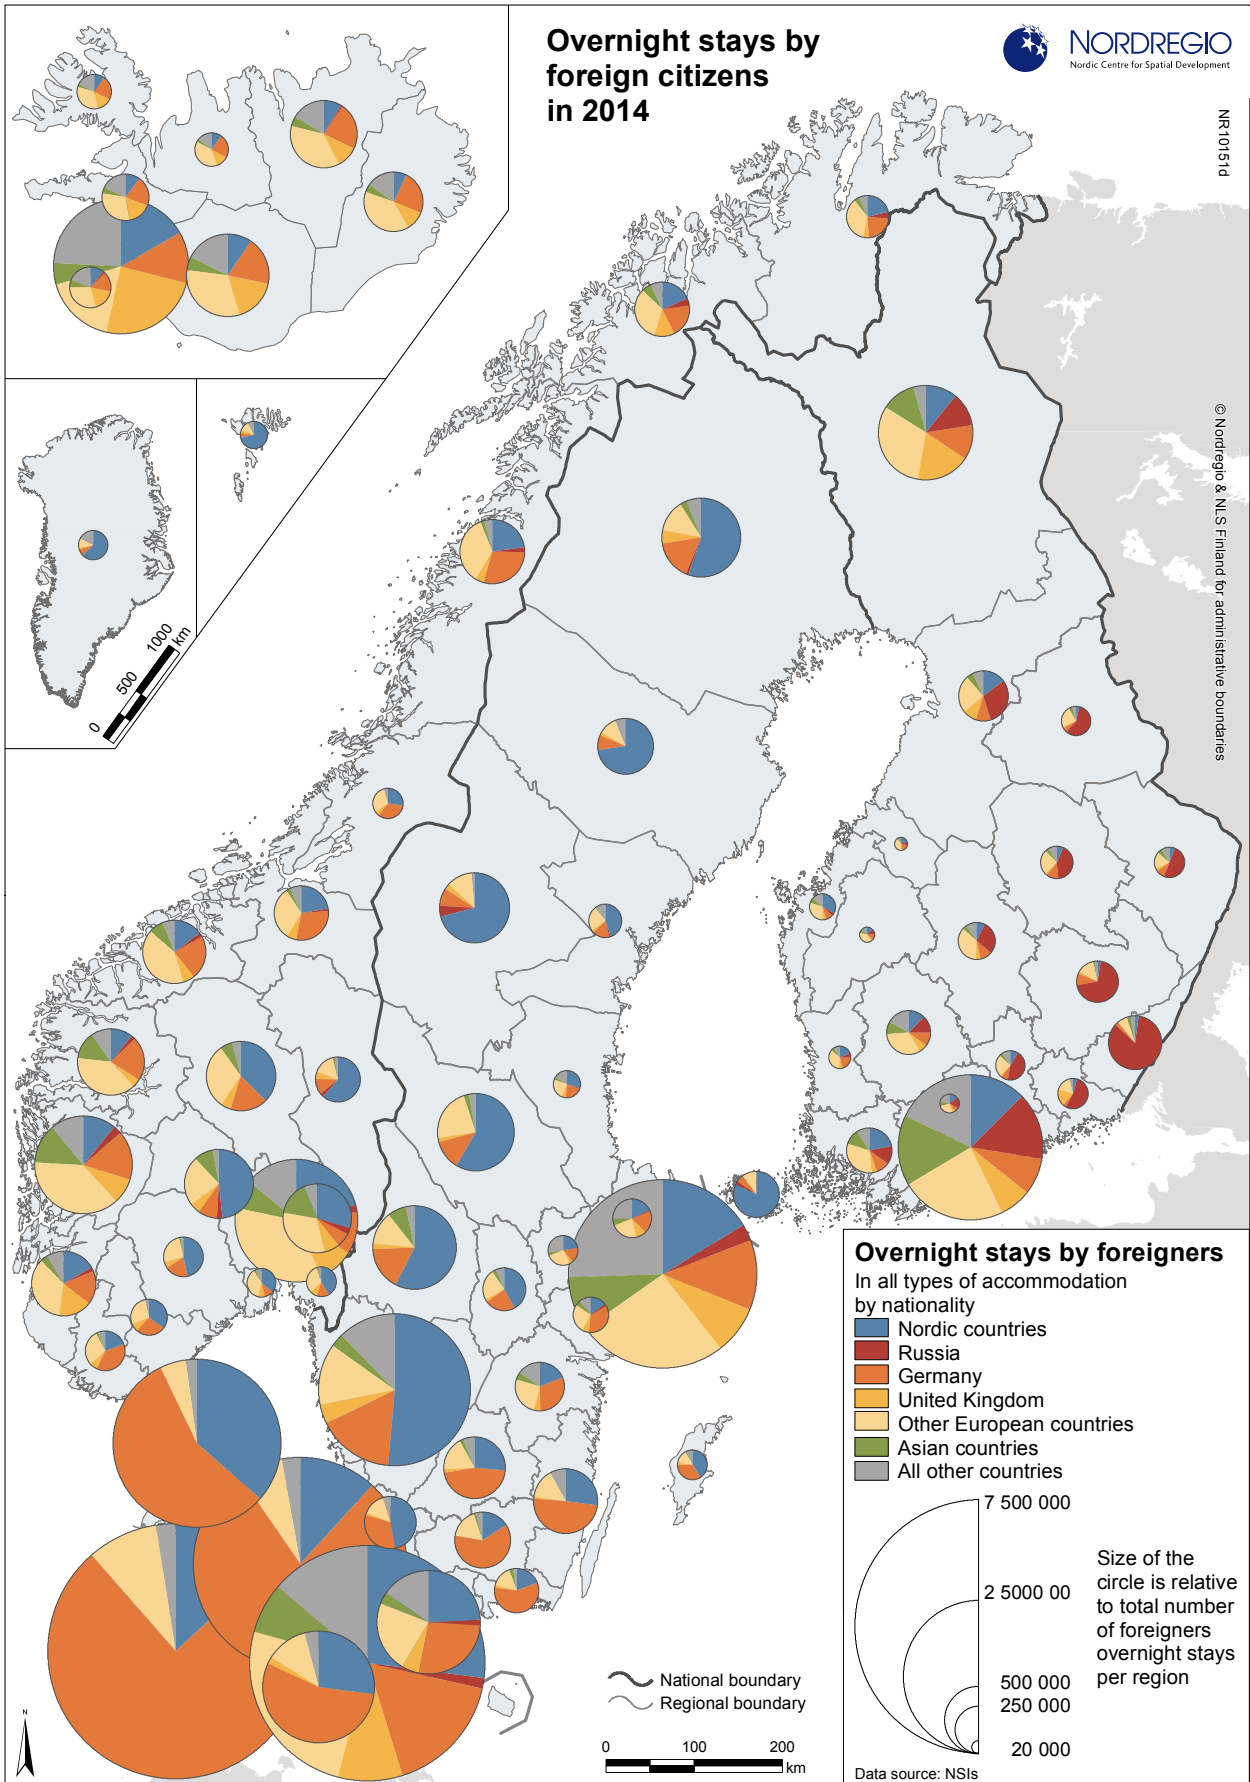 Overnight stays by
foreign citizens
in 2014
NORDREGIO
Nordic Centre for Spatial Development
NR10151d
© Nordregio & NLS Finland for administrative boundaries
0 500 1000
km
Overnight stays by foreigners
In all types of accommodation
by nationality
Nordic countries
Russia
Germany
United Kingdom
Other European countries
Asian countries
All other countries
7 500 000
2 5000 00
500 000
250 000
20 000
Size of the
circle is relative
to total number
of foreigners
overnight stays
per region
Data source: NSIs
National boundary
Regional boundary
0 100 200
km
N